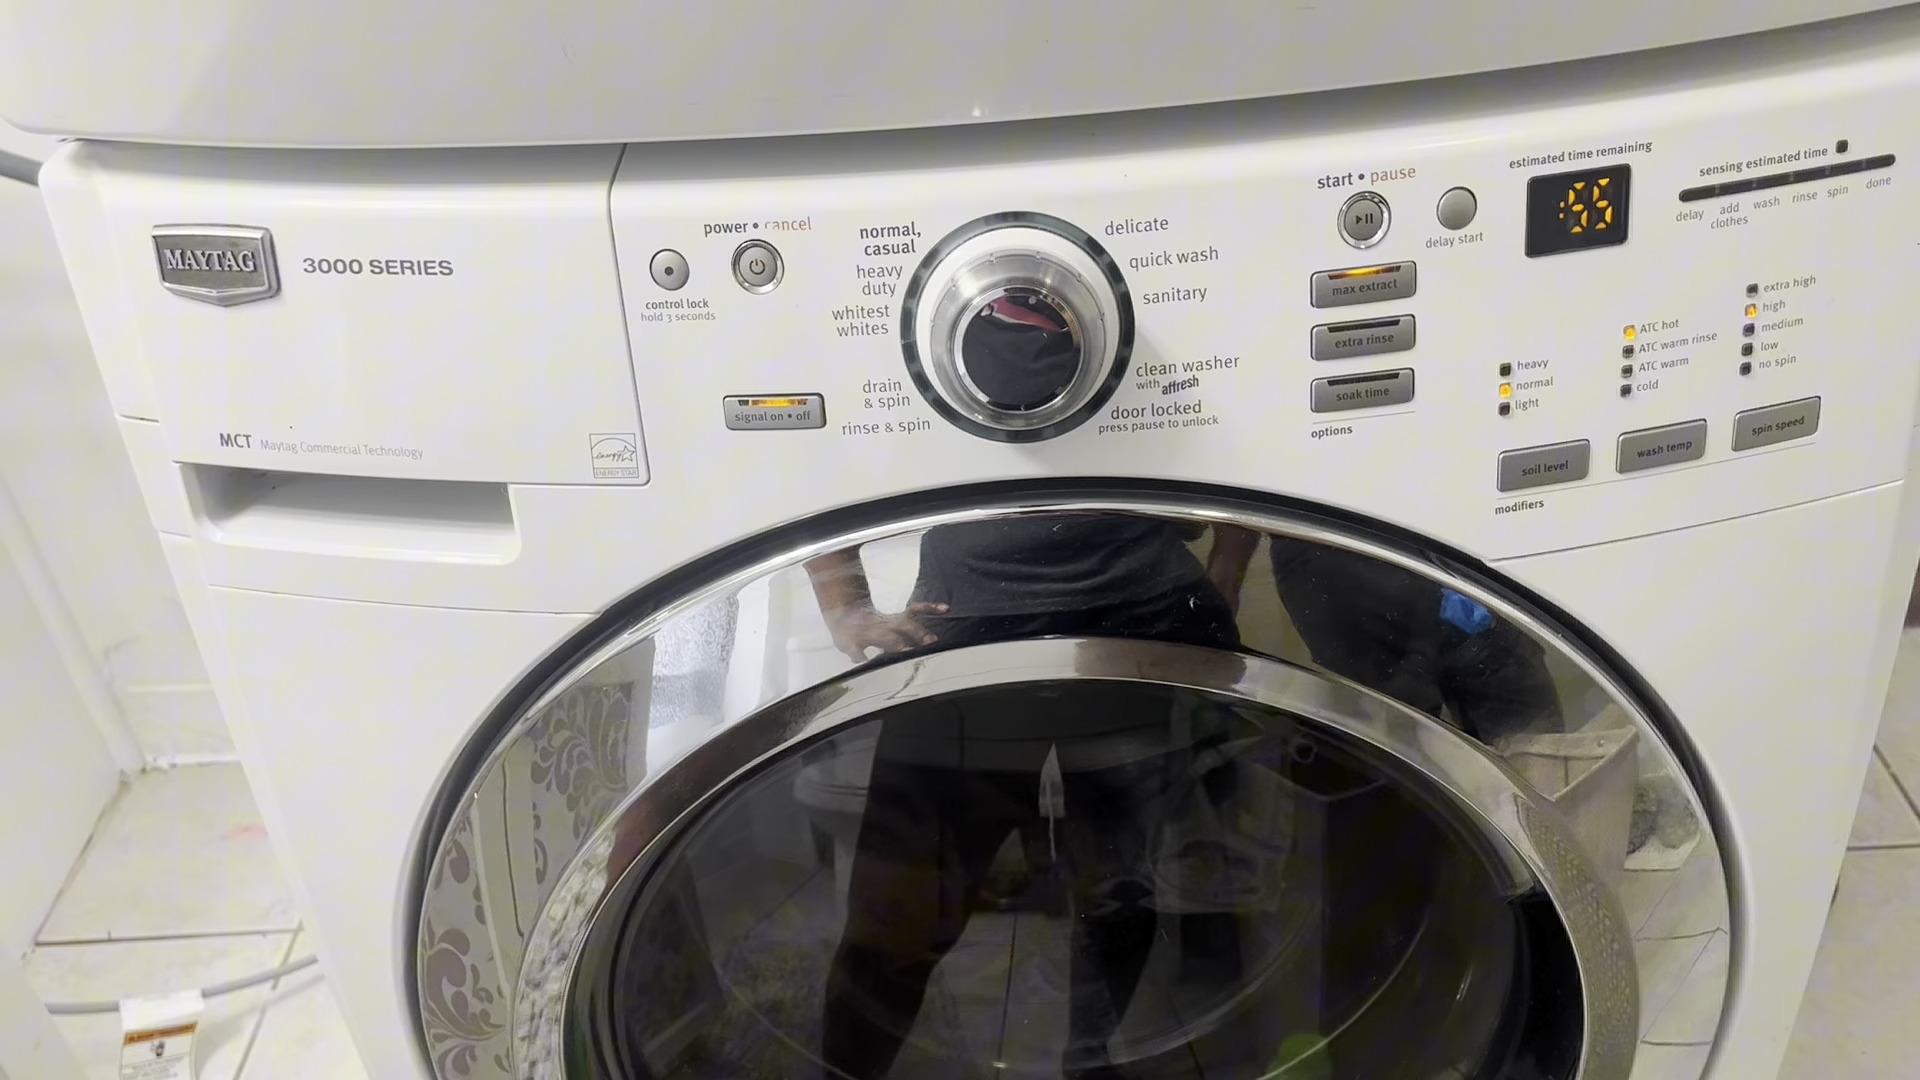 MAYTAG
3000 SERIES
MCT Maytag Commercial Technology
ENERGY STAR
control lock
hold 3 seconds
power • cancel
signal on • off
normal,
casual
heavy
duty
whitest
whites
drain
& spin
rinse & spin
delicate
quick wash
sanitary
clean washer
with affresh
door locked
press pause to unlock
start • pause
delay start
max extract
extra rinse
soak time
options
estimated time remaining
:55
sensing estimated time
delay
add
clothes
wash
rinse
spin
done
heavy
normal
light
soil level
ATC hot
ATC warm rinse
ATC warm
cold
wash temp
extra high
high
medium
low
no spin
spin speed
modifiers